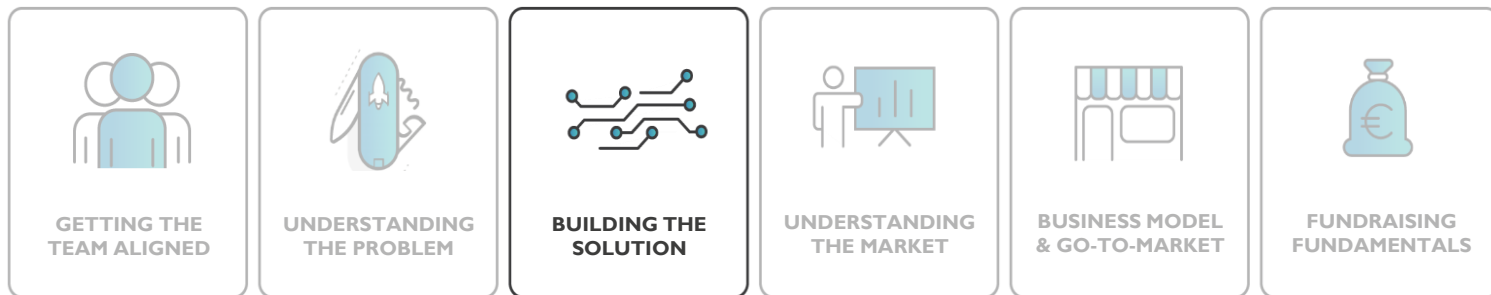 GETTING THE
TEAM ALIGNED
UNDERSTANDING
THE PROBLEM
BUILDING THE
SOLUTION
UNDERSTANDING
THE MARKET
BUSINESS MODEL
& GO-TO-MARKET
€
FUNDRAISING
FUNDAMENTALS